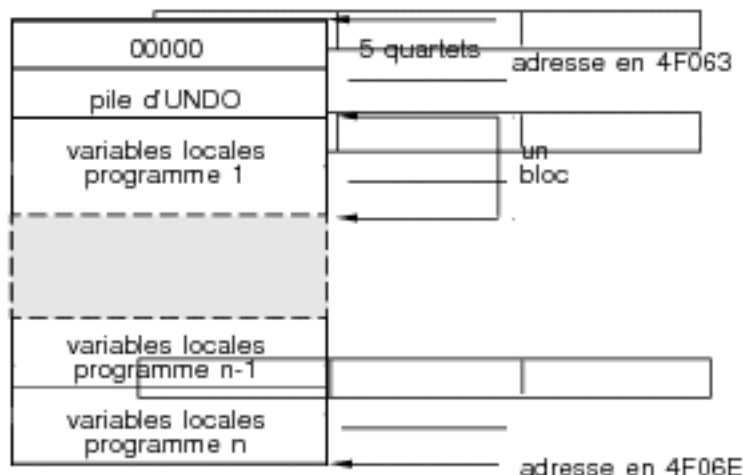 00000
5 quartets
adresse en 4F063
pile d'UNDO
variables locales
programme 1
un
bloc
variables locales
programme n-1
variables locales
programme n
adresse en 4F06E